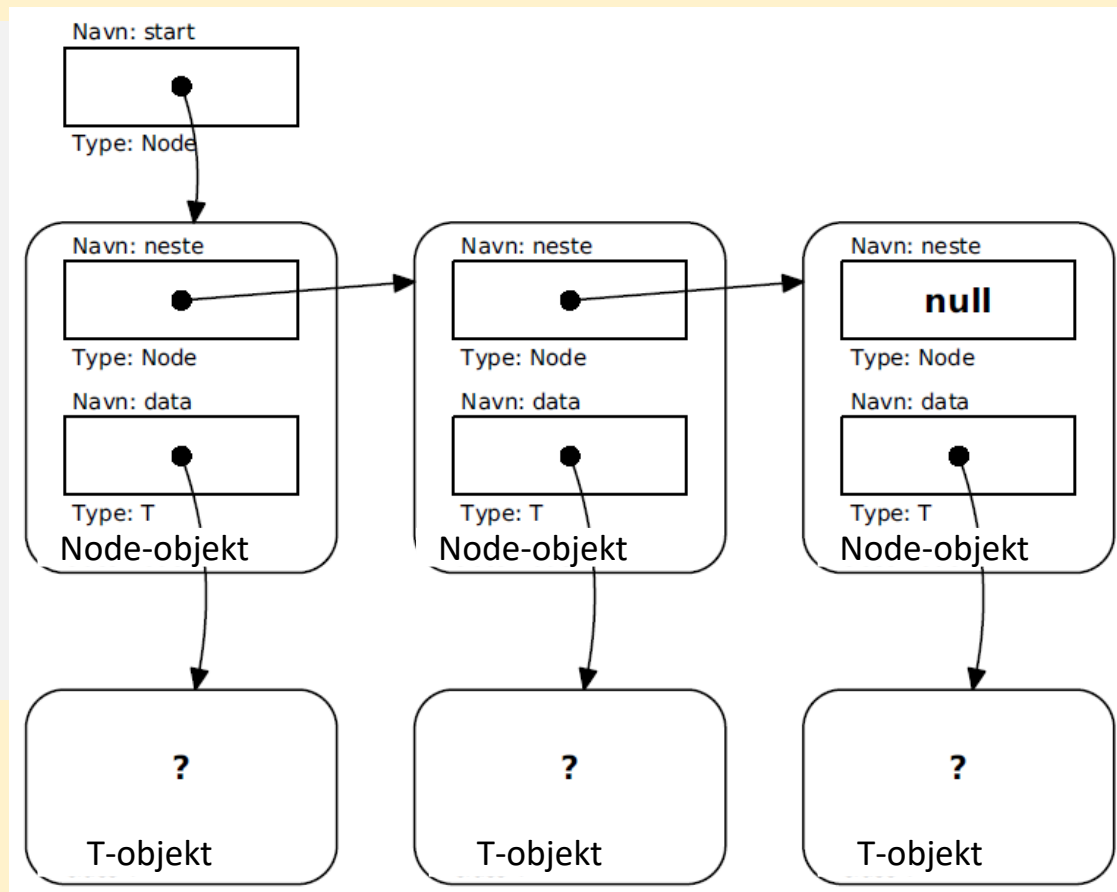 Navn: start
Type: Node
Navn: neste
Navn: neste
Navn: neste
null
Type: Node
Type: Node
Type: Node
Navn: data
Navn: data
Navn: data
Type: T
Type: T
Type: T
Node-objekt
Node-objekt
Node-objekt
?
?
?
T-objekt
T-objekt
T-objekt